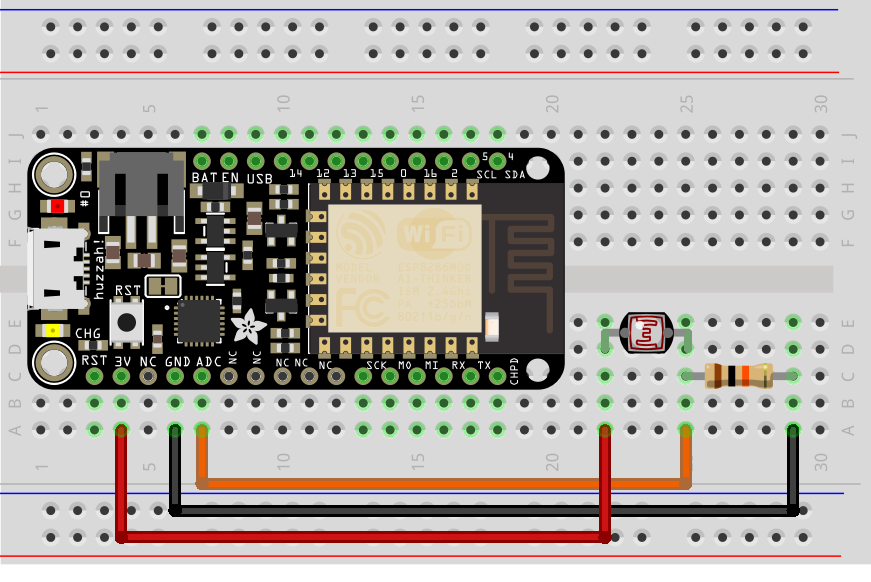 1 5 10 15 20 25 30
J J
I I
H H
G G
F F
E E
D D
C C
B B
A A
BAT EN USB 14 12 13 15 0 16 2 5 4
SCL SDA
#0
huzzah!
WiFi
MODEL
VENDOR
FC
RST
CHG
RST 3V NC GND ADC NC NC NC NC NC SCK MO MI RX TX CHPD
1 5 10 15 20 25 30